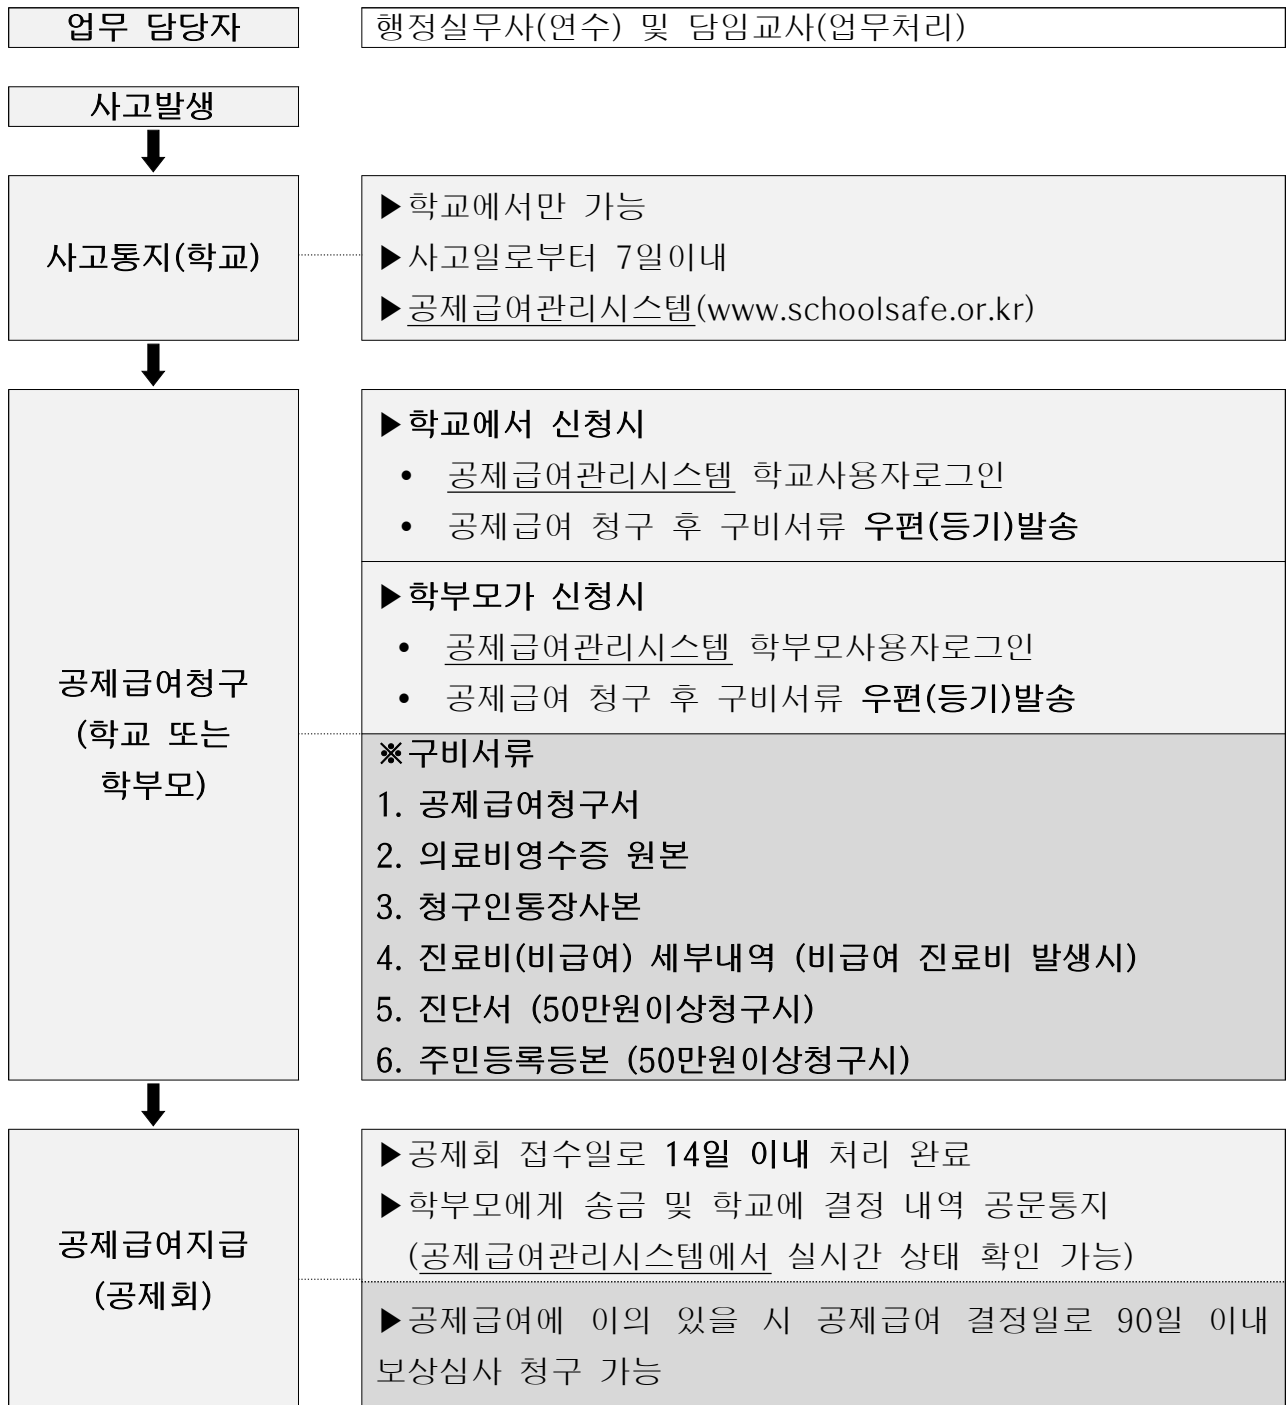 업무 담당자
행정실무사(연수) 및 담임교사(업무처리)
사고발생
사고통지(학교)
▶학교에서만 가능
▶사고일로부터 7일이내
▶공제급여관리시스템(www.schoolsafe.or.kr)
공제급여청구
(학교 또는
학부모)
▶학교에서 신청시
• 공제급여관리시스템 학교사용자로그인
• 공제급여 청구 후 구비서류 우편(등기)발송
▶학부모가 신청시
• 공제급여관리시스템 학부모사용자로그인
• 공제급여 청구 후 구비서류 우편(등기)발송
※구비서류
1. 공제급여청구서
2. 의료비영수증 원본
3. 청구인통장사본
4. 진료비(비급여) 세부내역 (비급여 진료비 발생시)
5. 진단서 (50만원이상청구시)
6. 주민등록등본 (50만원이상청구시)
공제급여지급
(공제회)
▶공제회 접수일로 14일 이내 처리 완료
▶학부모에게 송금 및 학교에 결정 내역 공문통지
(공제급여관리시스템에서 실시간 상태 확인 가능)
▶공제급여에 이의 있을 시 공제급여 결정일로 90일 이내
보상심사 청구 가능